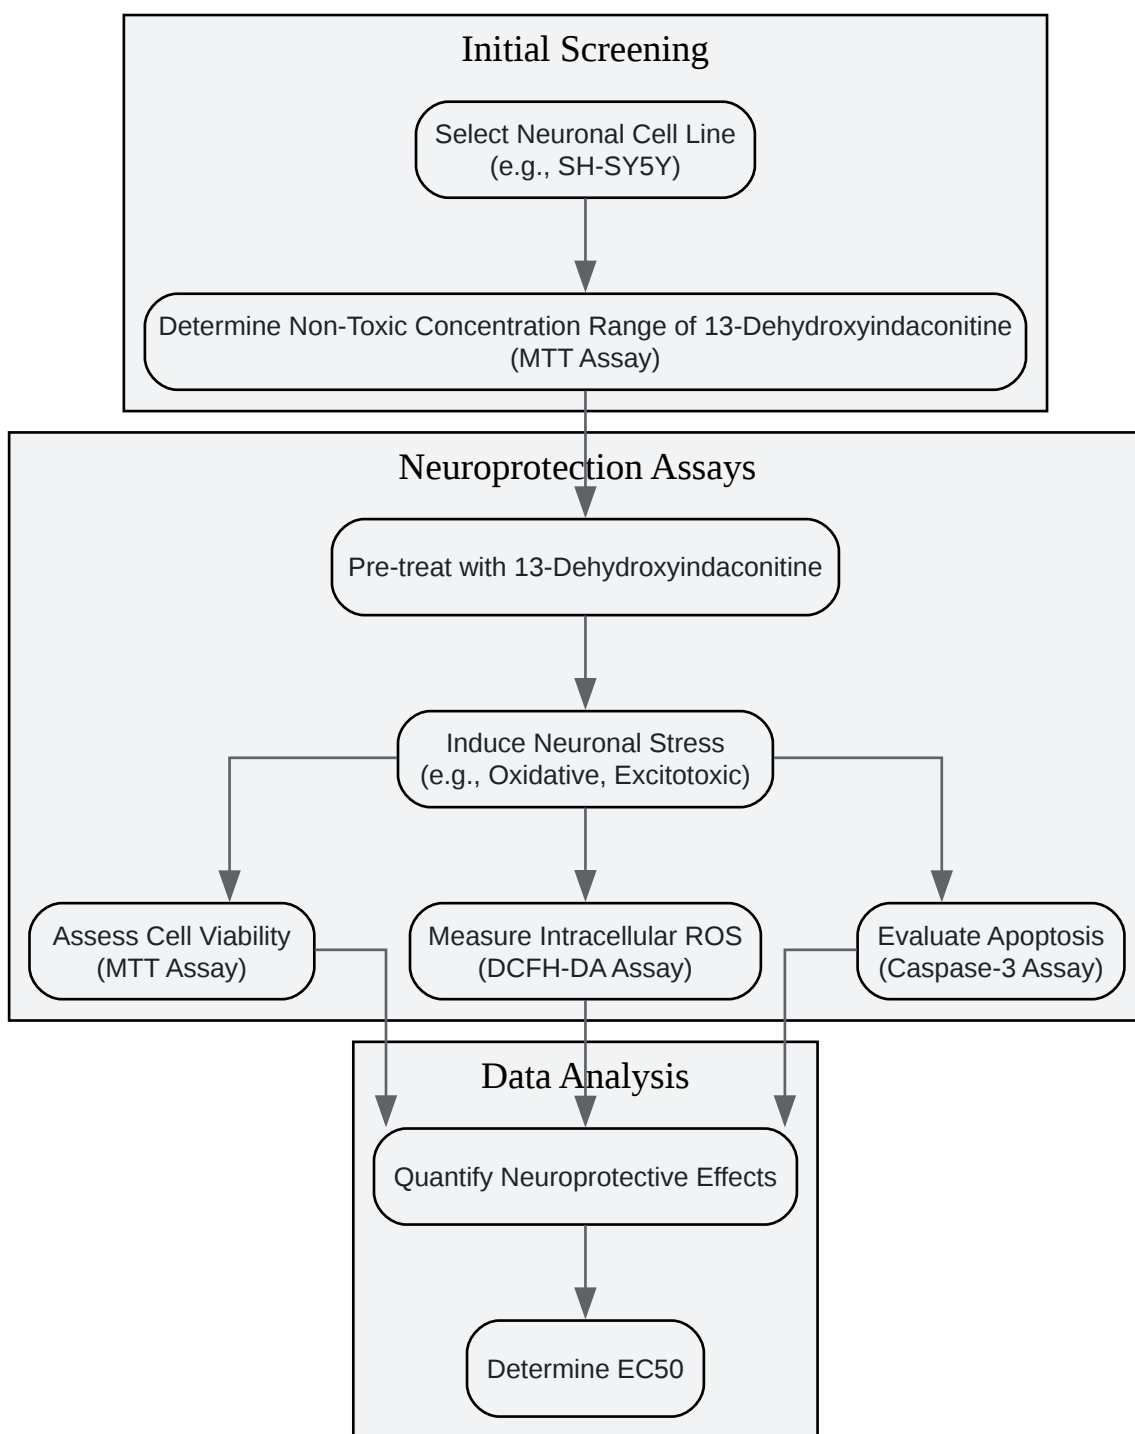 Initial Screening
Select Neuronal Cell Line
(e.g., SH-SY5Y)
Determine Non-Toxic Concentration Range of 13-Dehydroxyindaconitine
(MTT Assay)
Neuroprotection Assays
Pre-treat with 13-Dehydroxyindaconitine
Induce Neuronal Stress
(e.g., Oxidative, Excitotoxic)
Assess Cell Viability
(MTT Assay)
Measure Intracellular ROS
(DCFH-DA Assay)
Evaluate Apoptosis
(Caspase-3 Assay)
Data Analysis
Quantify Neuroprotective Effects
Determine EC50